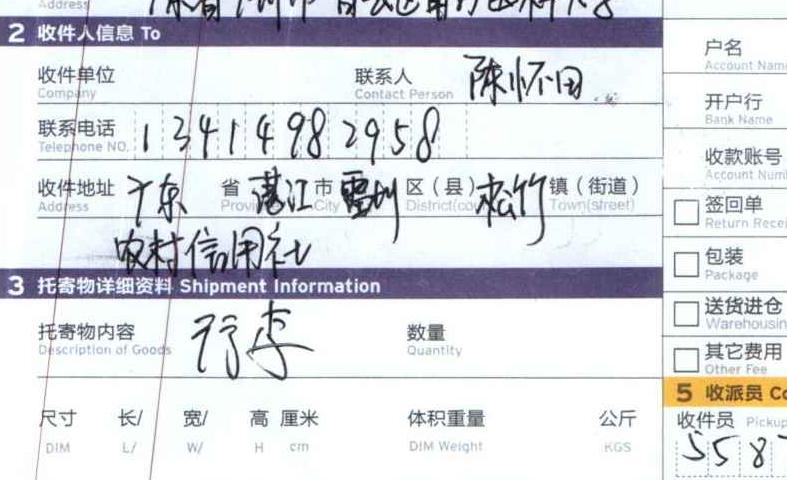 Address
2 收件人信息 To
收件单位 联系人 陈怀田
Company Contact Person
联系电话 13414982958
Telephone NO.
收件地址 广东 省 湛江 市 雷州 区（县） 松竹 镇（街道）
Address Provi City District(cou Town(street)
农村信用社
3 托寄物详细资料 Shipment Information
托寄物内容 行李 数量
Description of Goods Quantity
尺寸 长/ 宽/ 高 厘米 体积重量 公斤
DIM L/ W/ H cm DIM Weight KGS
户名
Account Nam
开户行
Bank Name
收款账号
Account Num
签回单
Return Recei
包装
Package
送货进仓
Warehousin
其它费用
Other Fee
5 收派员 Co
收件员 Pickup
558